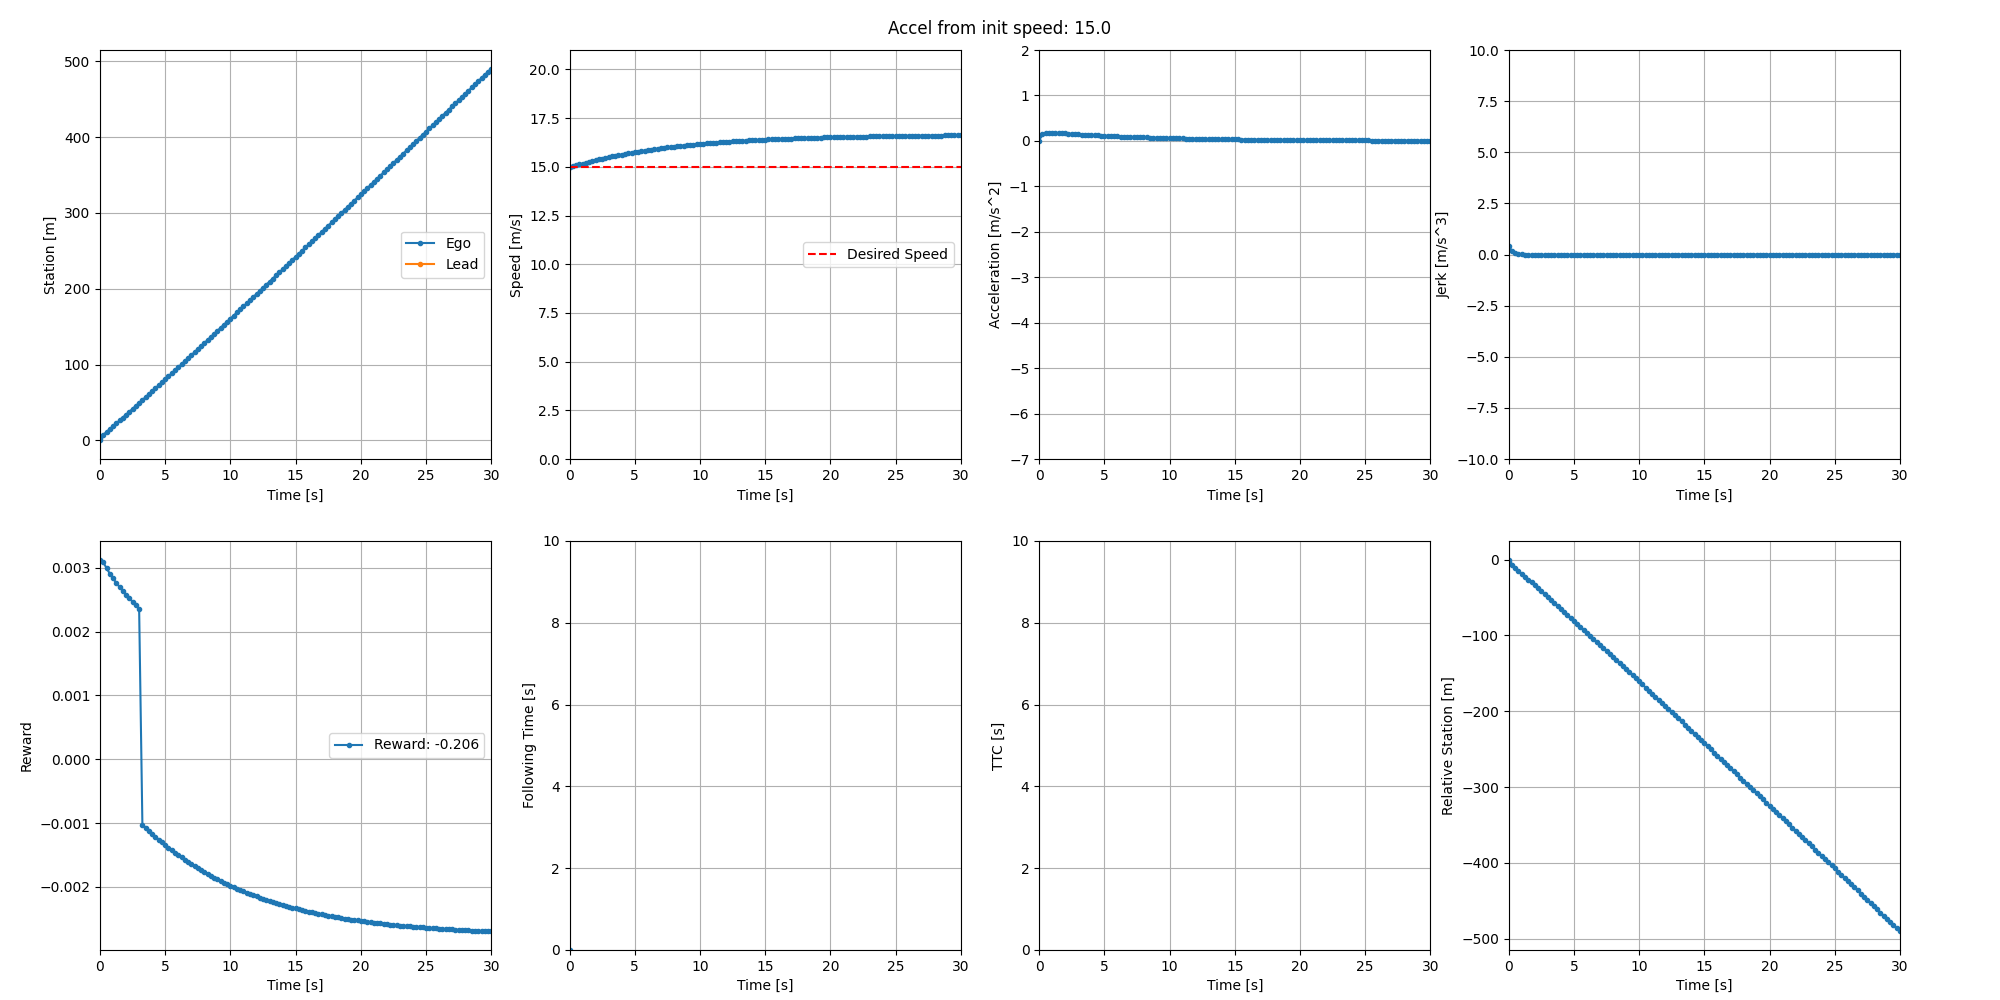 Accel from init speed: 15.0
500
400
300
200
100
0
0 5 10 15 20 25 30
Time [s]
Station [m]
Ego
Lead
20.0
17.5
15.0
12.5
10.0
7.5
5.0
2.5
0.0
0 5 10 15 20 25 30
Time [s]
Speed [m/s]
Desired Speed
2
1
0
−1
−2
−3
−4
−5
−6
−7
0 5 10 15 20 25 30
Time [s]
Acceleration [m/s^2]
10.0
7.5
5.0
2.5
0.0
−2.5
−5.0
−7.5
−10.0
0 5 10 15 20 25 30
Time [s]
Jerk [m/s^3]
0.003
0.002
0.001
0.000
−0.001
−0.002
0 5 10 15 20 25 30
Time [s]
Reward
Reward: -0.206
10
8
6
4
2
0
0 5 10 15 20 25 30
Time [s]
Following Time [s]
10
8
6
4
2
0
0 5 10 15 20 25 30
Time [s]
TTC [s]
0
−100
−200
−300
−400
−500
0 5 10 15 20 25 30
Time [s]
Relative Station [m]